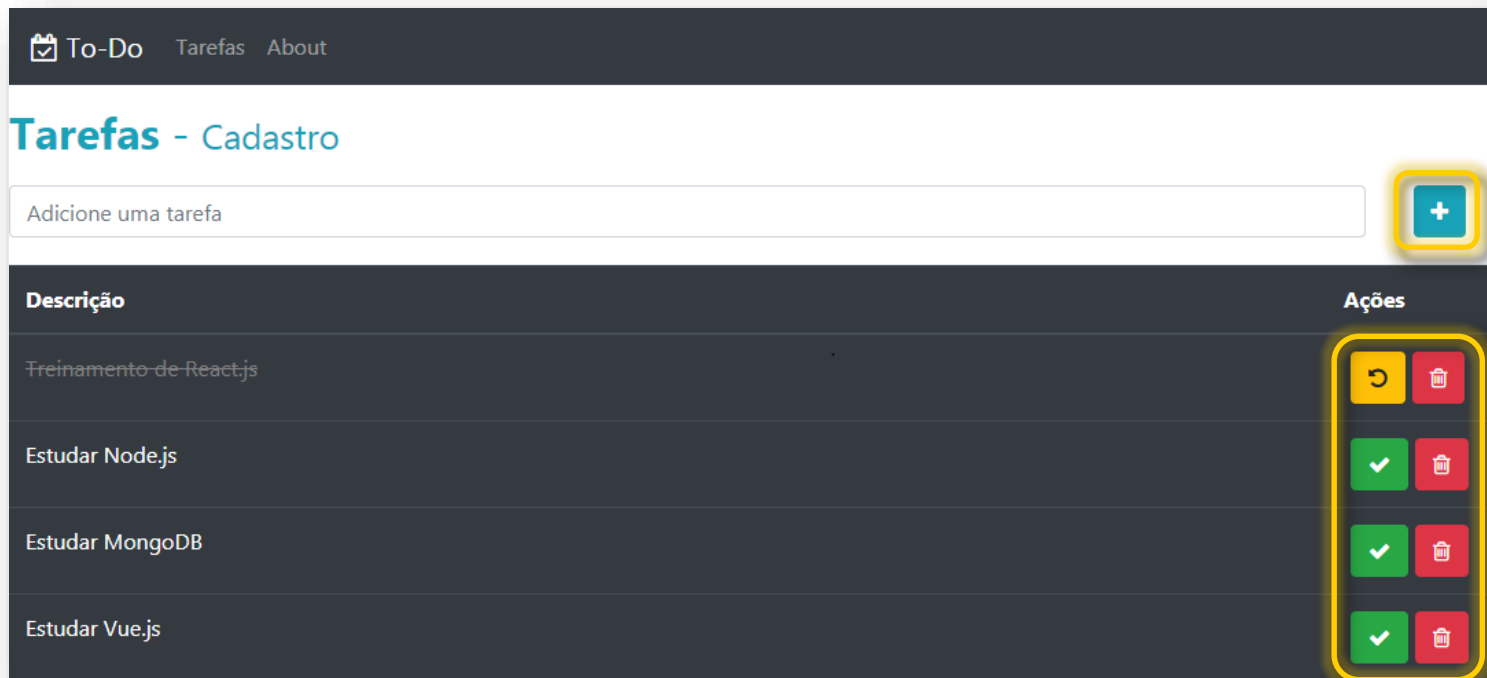 To-Do Tarefas About
Tarefas - Cadastro
Adicione uma tarefa
Descrição Ações
Treinamento de React.js
Estudar Node.js
Estudar MongoDB
Estudar Vue.js